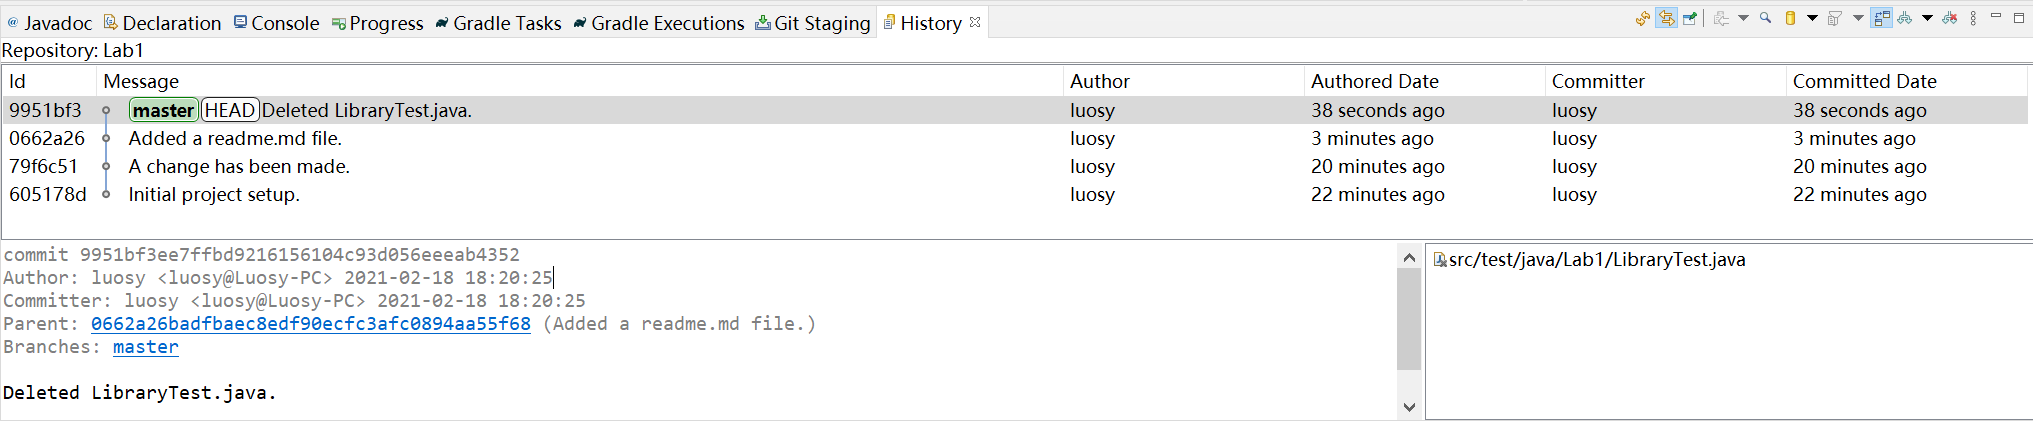 @ Javadoc Declaration Console Progress Gradle Tasks Gradle Executions Git Staging History
Repository: Lab1
Id Message Author Authored Date Committer Committed Date
9951bf3 master HEAD Deleted LibraryTest.java. luosy 38 seconds ago luosy 38 seconds ago
0662a26 Added a readme.md file. luosy 3 minutes ago luosy 3 minutes ago
79f6c51 A change has been made. luosy 20 minutes ago luosy 20 minutes ago
605178d Initial project setup. luosy 22 minutes ago luosy 22 minutes ago
commit 9951bf3ee7ffbd9216156104c93d056eeeab4352
Author: luosy <luosy@Luosy-PC> 2021-02-18 18:20:25
Committer: luosy <luosy@Luosy-PC> 2021-02-18 18:20:25
Parent: 0662a26badfbaec8edf90ecfc3afc0894aa55f68 (Added a readme.md file.)
Branches: master
Deleted LibraryTest.java.
src/test/java/Lab1/LibraryTest.java